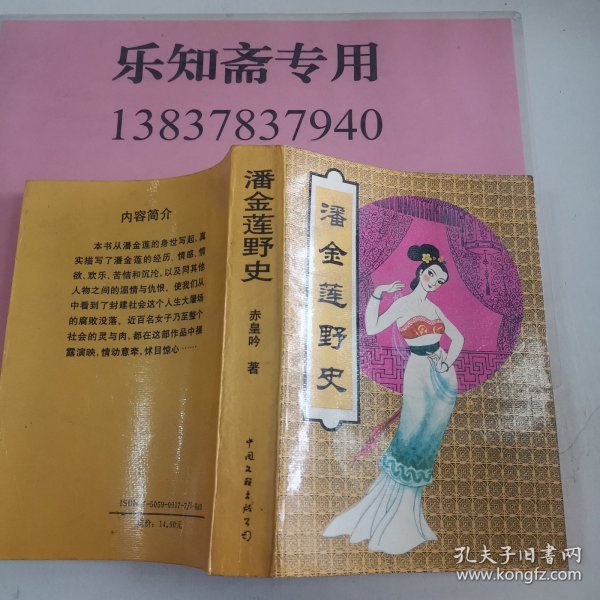 乐知斋专用
13837837940
内容简介
本书从潘金莲的身世写起,真
实描写了潘金莲的经历、情感、情
欲、欢乐、苦恼和沉沦,以及同其他
人物之间的温情与仇恨、使我们从
中看到了封建社会这个人生大屠场
的腐败没落、近百名女子乃至整个
社会的灵与肉,都在这部作品中裸
露演映,情动意牵,怵目惊心……
定价: 14.80元
潘金莲野史
赤皇吟 著
中国文联出版公司
潘金莲野史
孔夫子旧书网
www.kongfz.com